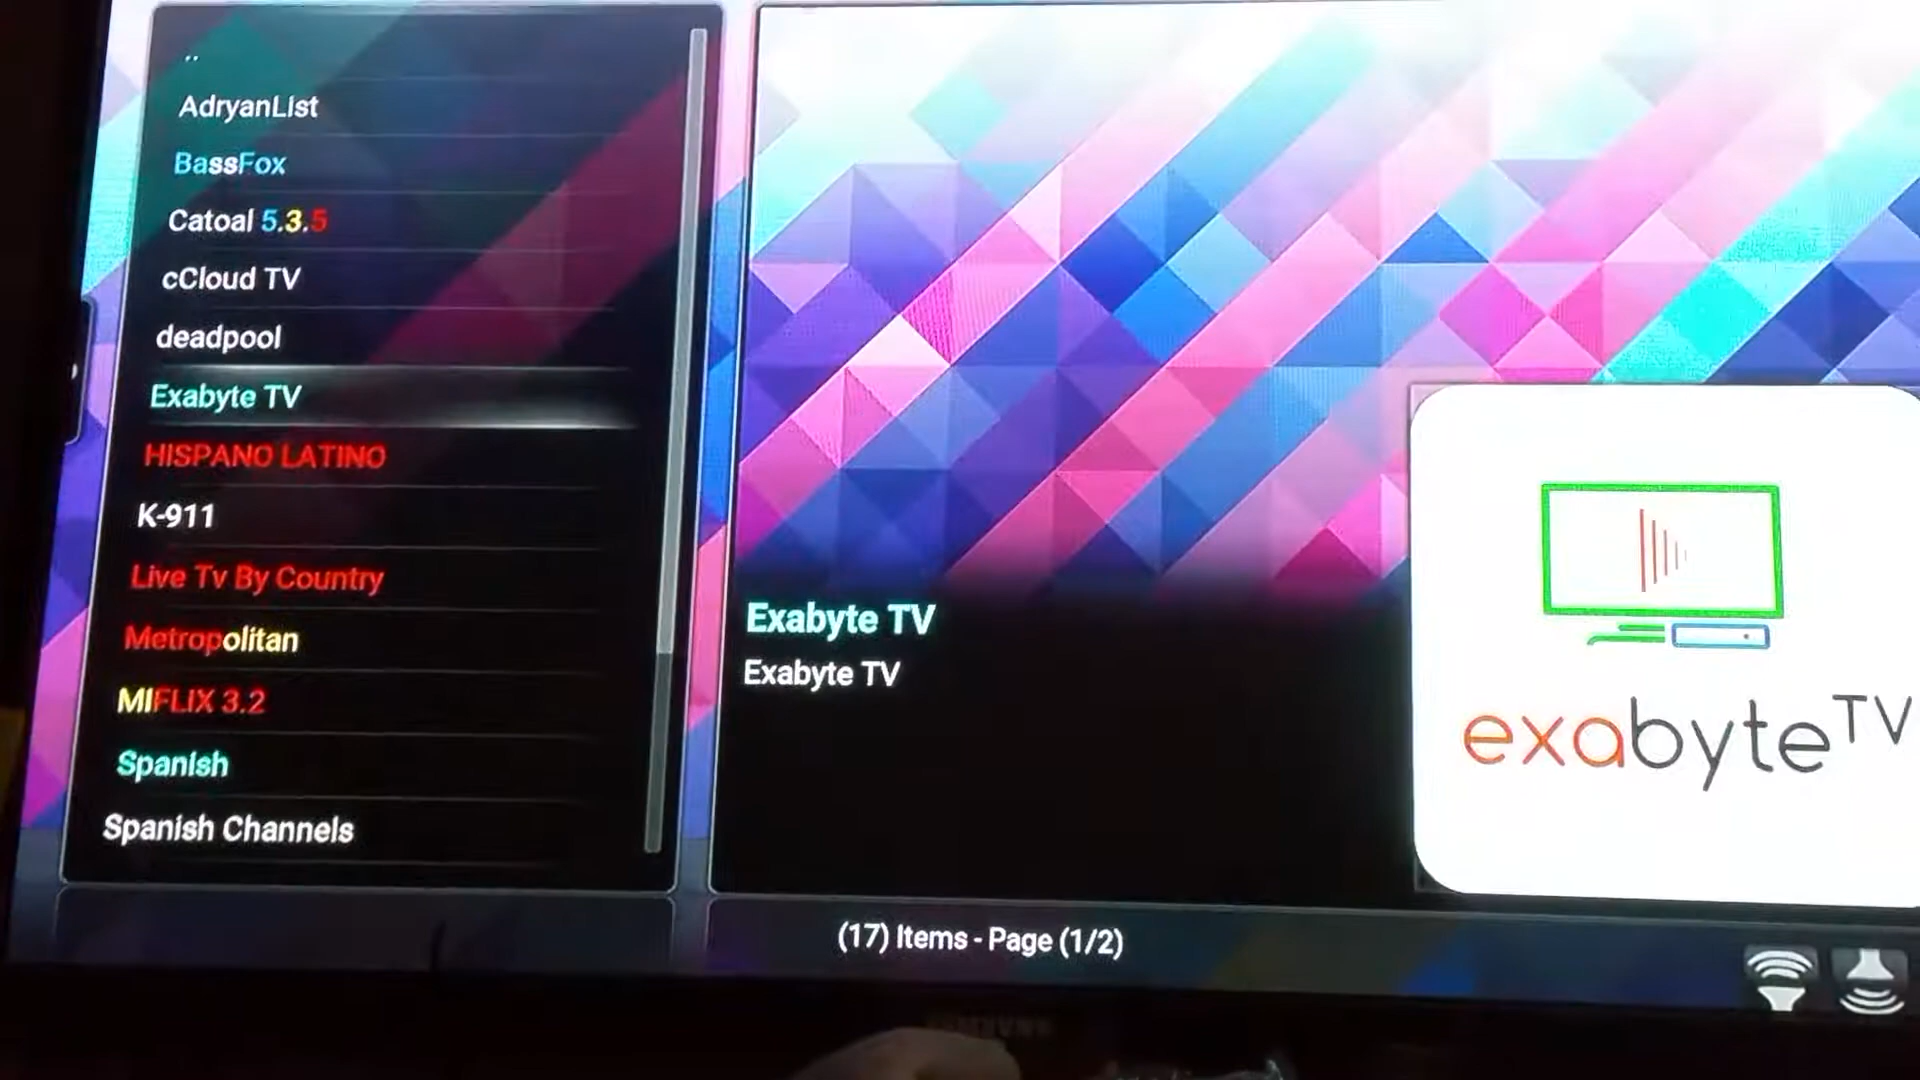 ..
AdryanList
BassFox
Catoal 5.3.5
cCloud TV
deadpool
Exabyte TV
HISPANO LATINO
K-911
Live Tv By Country
Metropolitan
MIFLIX 3.2
Spanish
Spanish Channels
Exabyte TV
Exabyte TV
exabyteTV
(17) Items - Page (1/2)
SAMSUNG